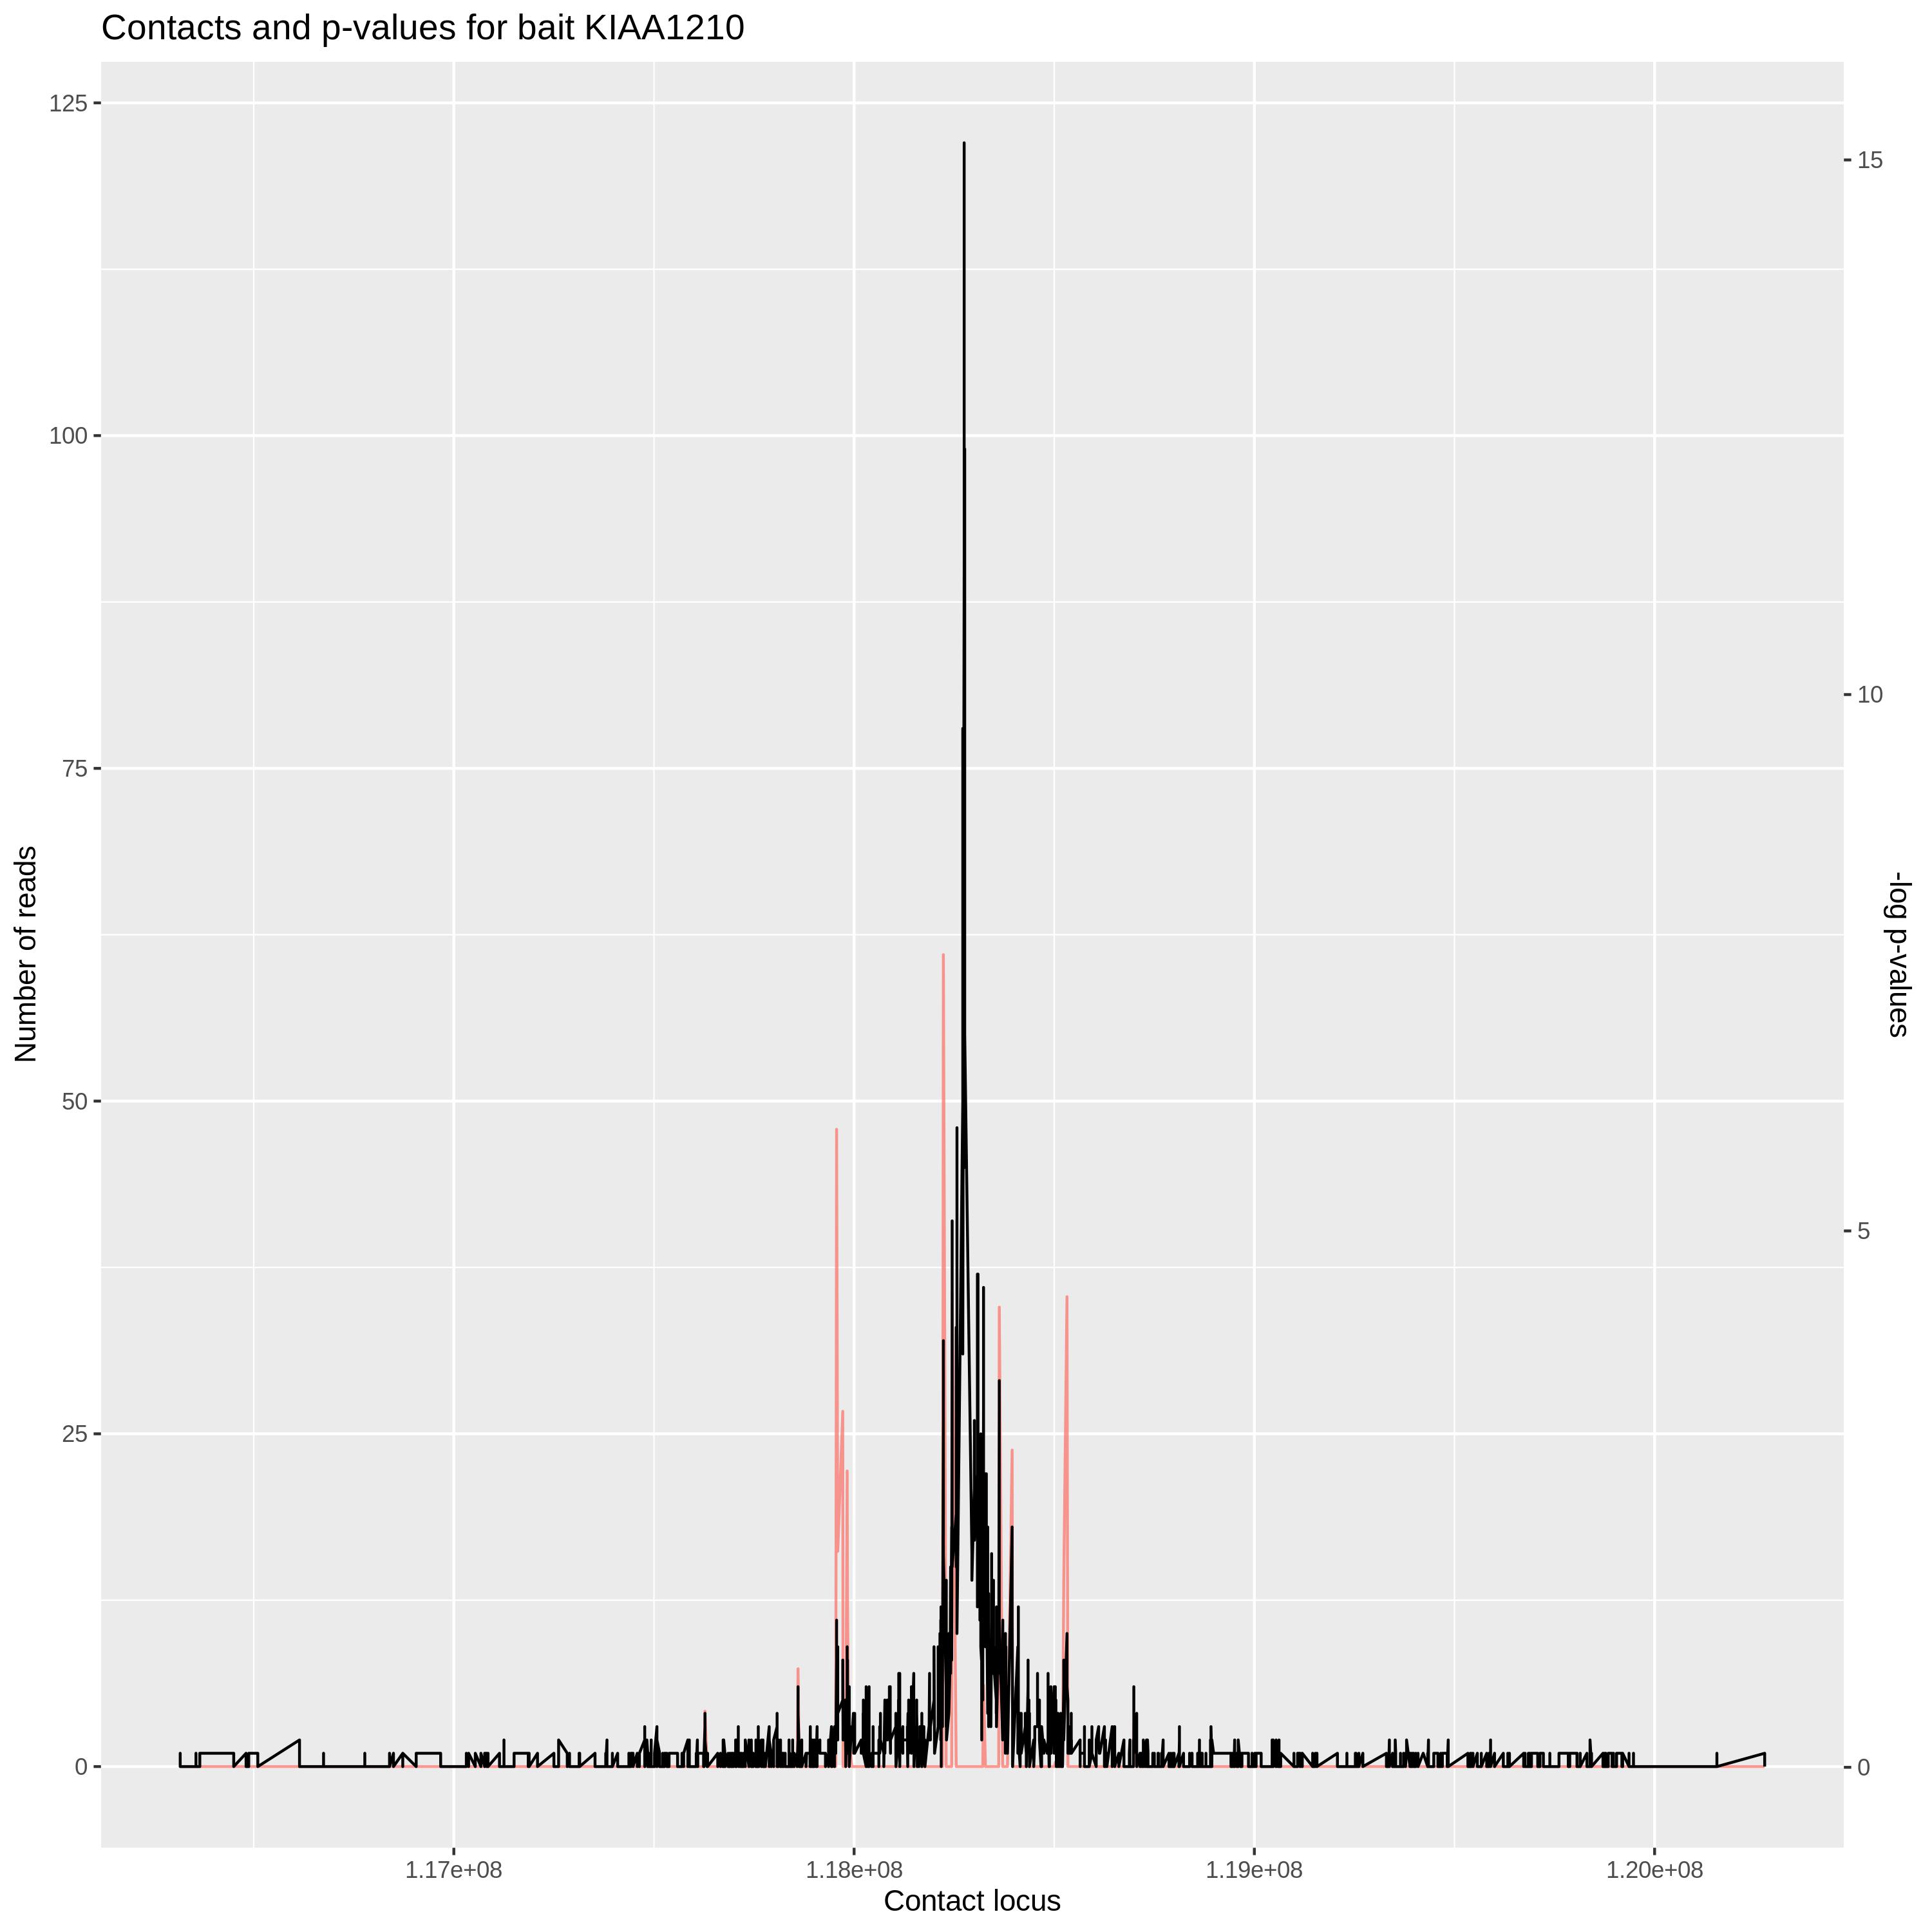 Contacts and p-values for bait KIAA1210
125
100
75
50
25
0
Number of reads
15
10
5
0
-log p-values
1.17e+08
1.18e+08
1.19e+08
1.20e+08
Contact locus